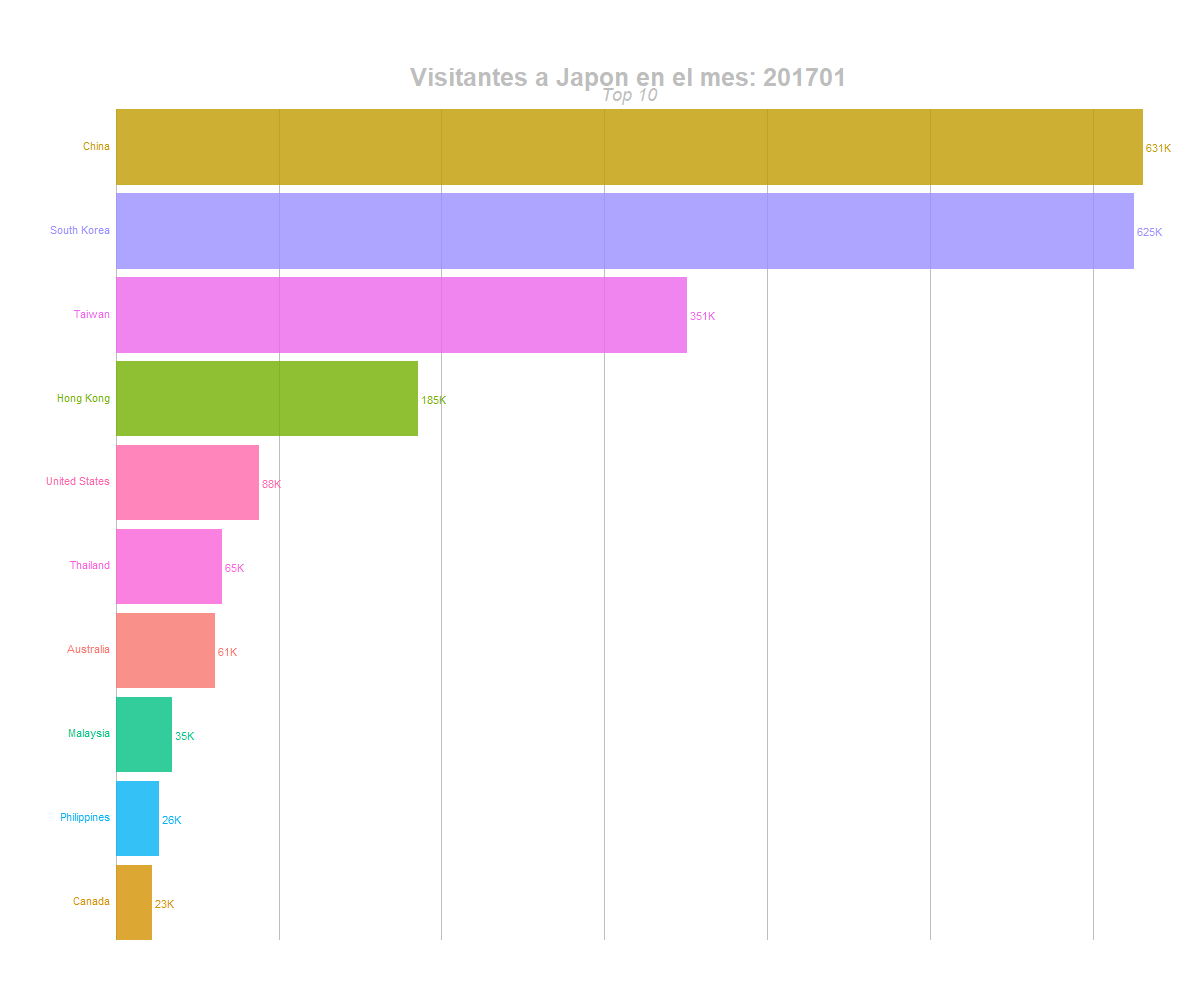 Visitantes a Japon en el mes: 201701
Top 10
China 631K
South Korea 625K
Taiwan 351K
Hong Kong 185K
United States 88K
Thailand 65K
Australia 61K
Malaysia 35K
Philippines 26K
Canada 23K